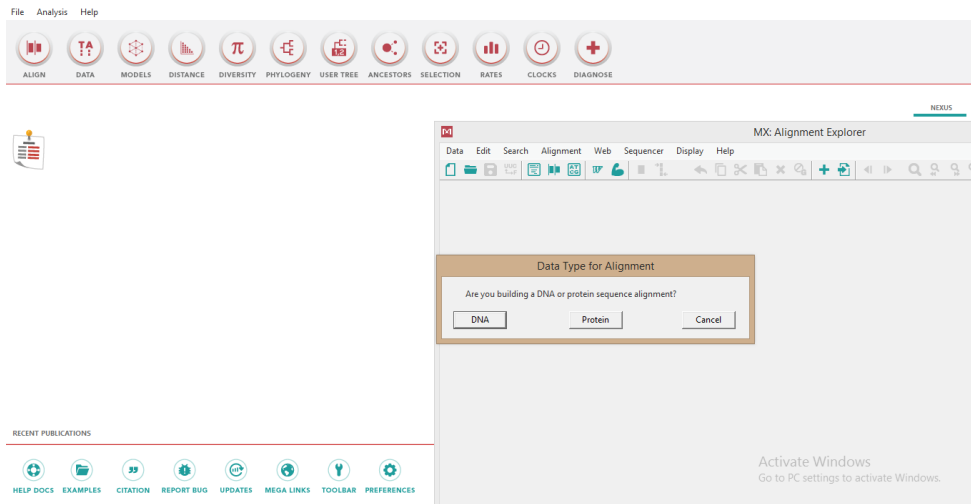 File Analysis Help
ALIGN DATA MODELS DISTANCE DIVERSITY PHYLOGENY USER TREE ANCESTORS SELECTION RATES CLOCKS DIAGNOSE
NEXUS
MX: Alignment Explorer
Data Edit Search Alignment Web Sequencer Display Help
Data Type for Alignment
Are you building a DNA or protein sequence alignment?
DNA Protein Cancel
RECENT PUBLICATIONS
HELP DOCS EXAMPLES CITATION REPORT BUG UPDATES MEGA LINKS TOOLBAR PREFERENCES
Activate Windows
Go to PC settings to activate Windows.